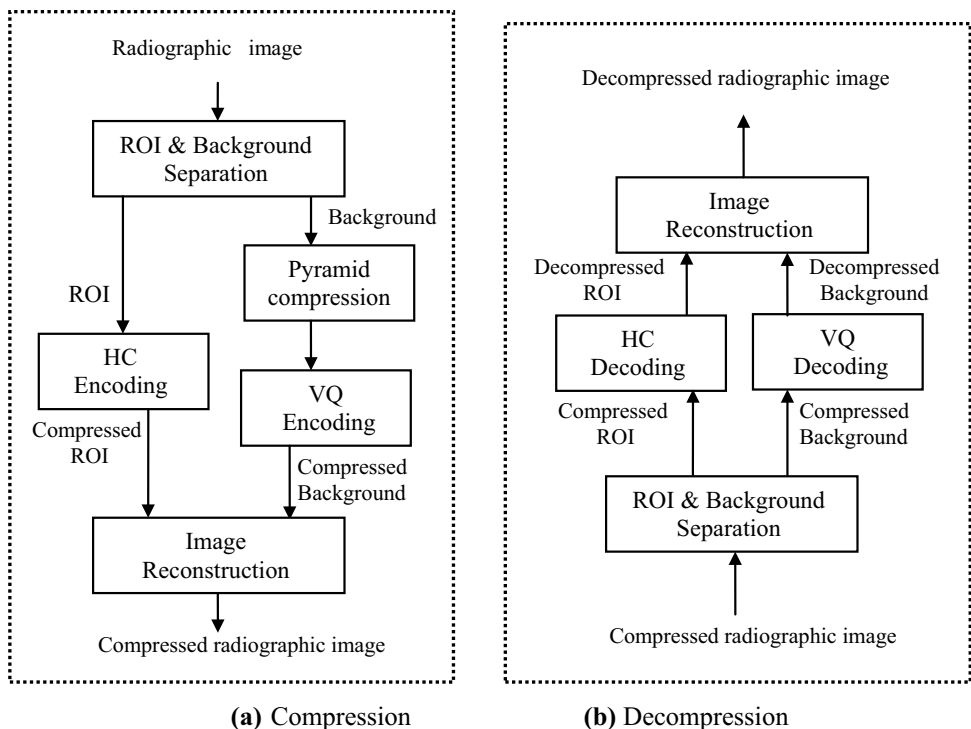 Radiographic image
ROI & Background
Separation
Background
ROI
Pyramid
compression
HC
Encoding
VQ
Encoding
Compressed
ROI
Compressed
Background
Image
Reconstruction
Compressed radiographic image
(a) Compression
Decompressed radiographic image
Image
Reconstruction
Decompressed
ROI
Decompressed
Background
HC
Decoding
VQ
Decoding
Compressed
ROI
Compressed
Background
ROI & Background
Separation
Compressed radiographic image
(b) Decompression